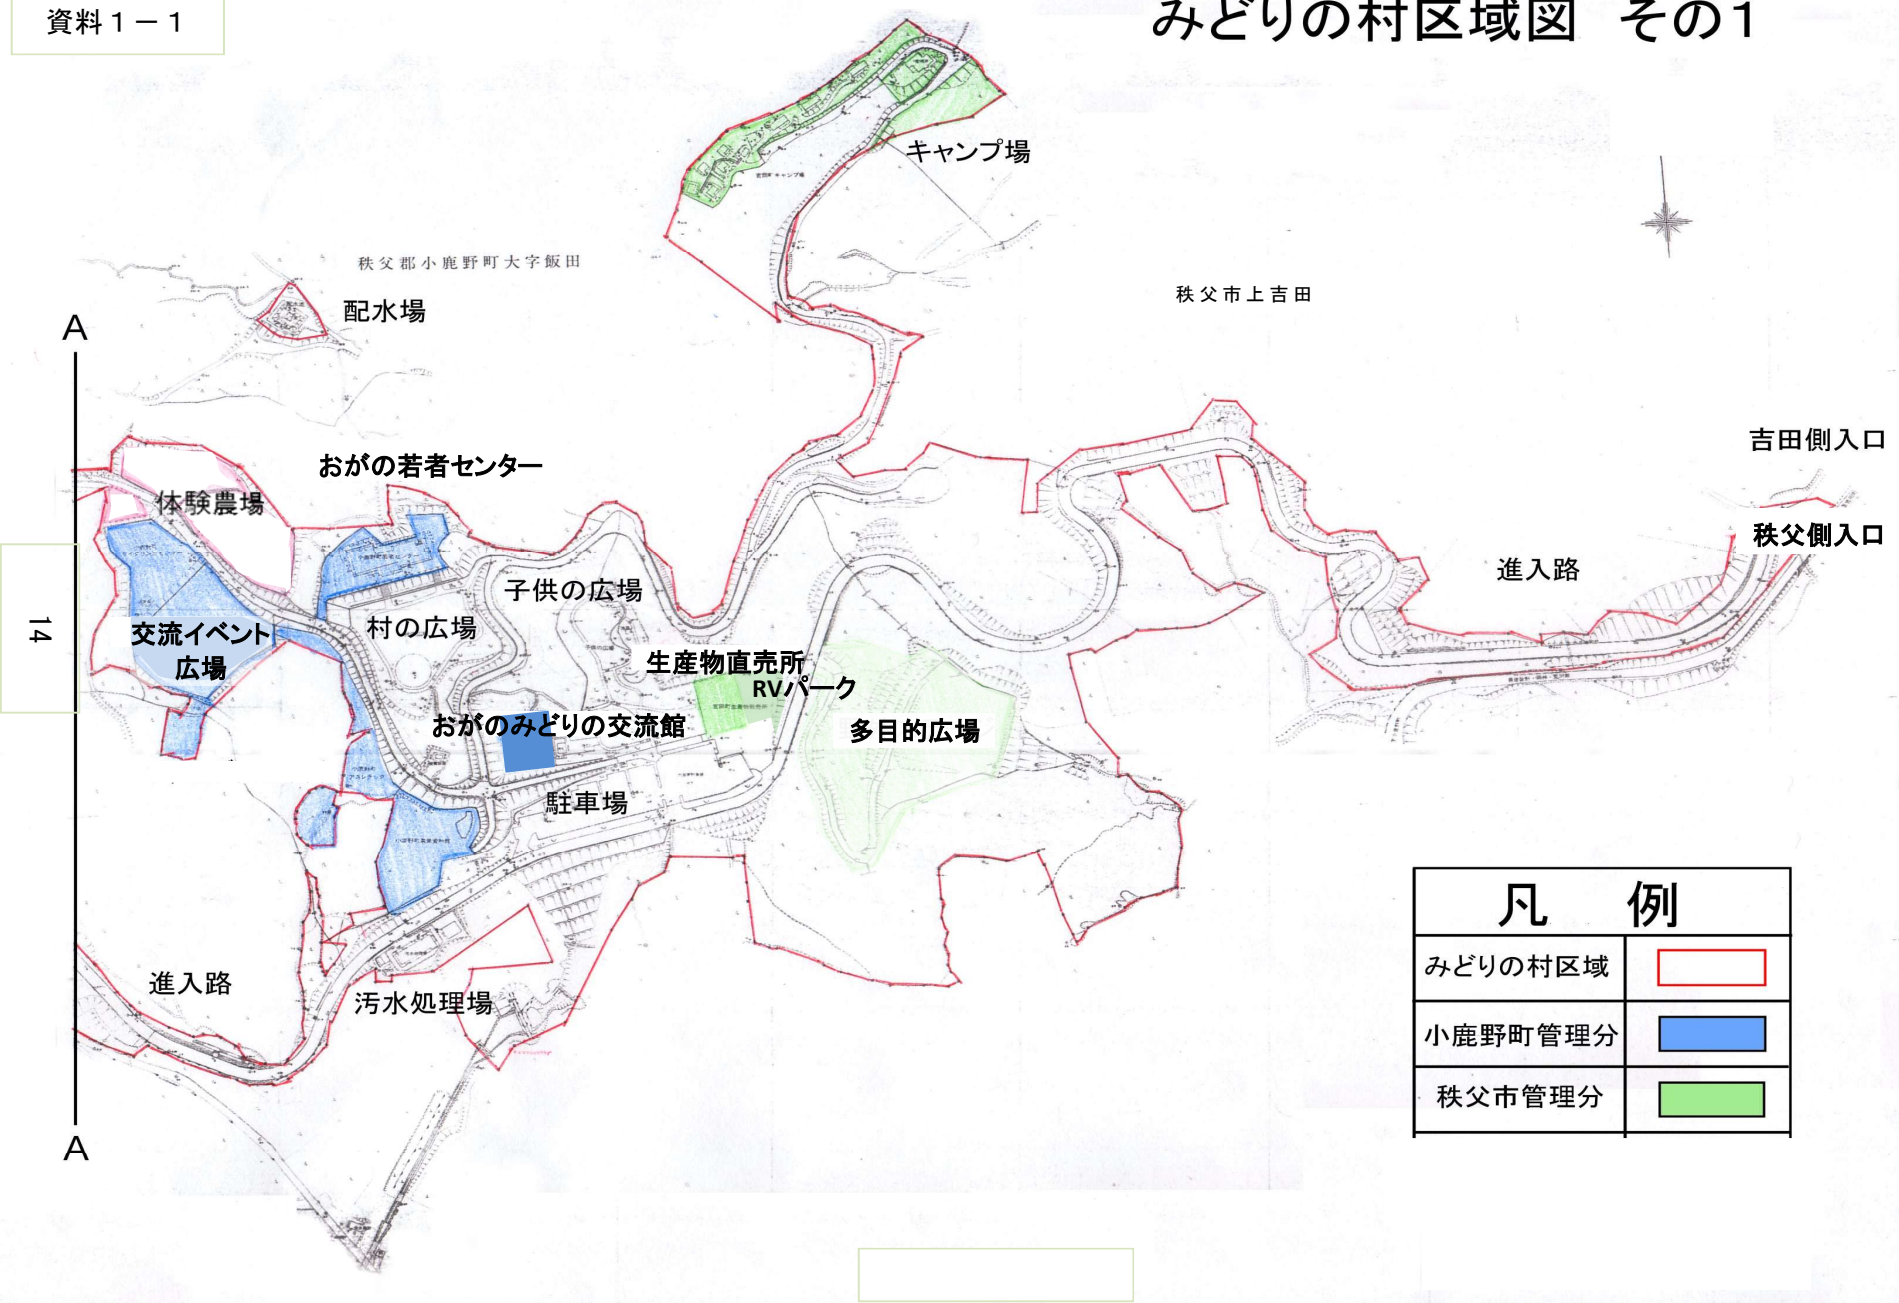 資料１－１
みどりの村区域図　その１
キャンプ場
秩父郡小鹿野町大字飯田
配水場
秩父市上吉田
A
吉田側入口
おがの若者センター
体験農場
秩父側入口
進入路
子供の広場
14
村の広場
交流イベント
広場
生産物直売所
RVパーク
おがのみどりの交流館
多目的広場
駐車場
進入路
汚水処理場
A
凡　例
みどりの村区域
小鹿野町管理分
秩父市管理分